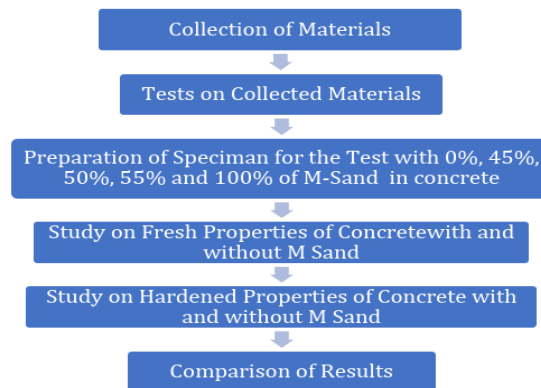 Collection of Materials
Tests on Collected Materials
Preparation of Speciman for the Test with 0%, 45%,
50%, 55% and 100% of M-Sand in concrete
Study on Fresh Properties of Concretewith and
without M Sand
Study on Hardened Properties of Concrete with
and without M Sand
Comparison of Results